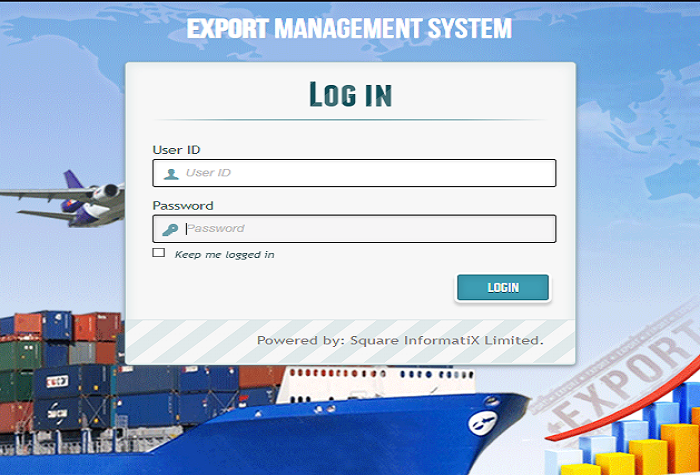 EXPORT MANAGEMENT SYSTEM
LOG IN
User ID
User ID
Password
Password
Keep me logged in
LOGIN
Powered by: Square InformatiX Limited.
EXPORT